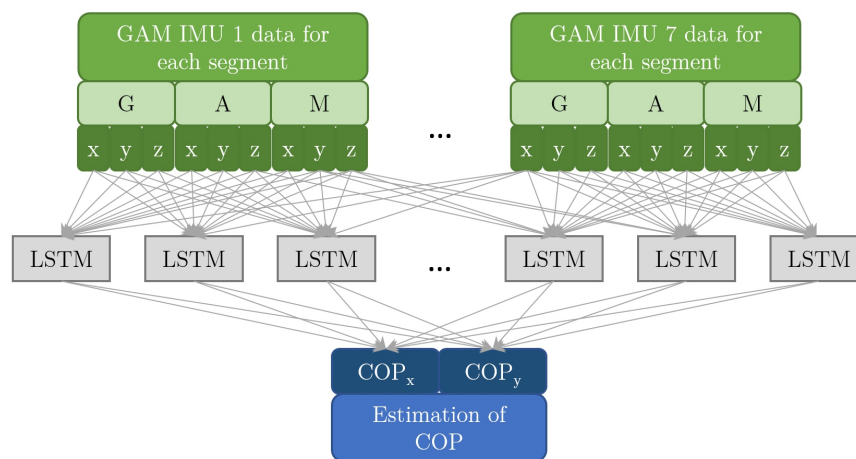 GAM IMU 1 data for
each segment
GAM IMU 7 data for
each segment
G A M
G A M
x y z x y z x y z
...
x y z x y z x y z
LSTM LSTM LSTM ... LSTM LSTM LSTM
COPx COPy
Estimation of
COP